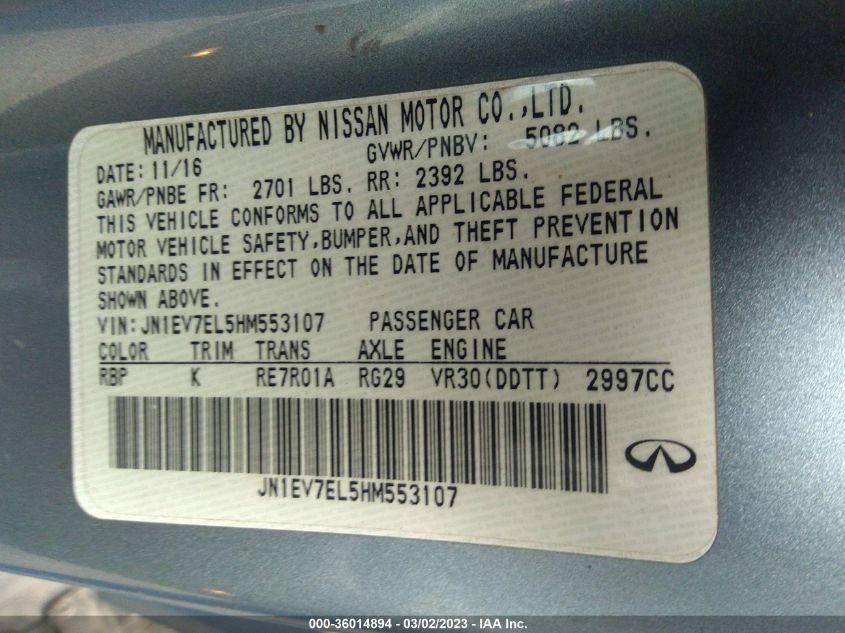 MANUFACTURED BY NISSAN MOTOR CO.,LTD.
DATE: 11/16 GVWR/PNBV: 5082 LBS.
GAWR/PNBE FR: 2701 LBS. RR: 2392 LBS.
THIS VEHICLE CONFORMS TO ALL APPLICABLE FEDERAL
MOTOR VEHICLE SAFETY,BUMPER,AND THEFT PREVENTION
STANDARDS IN EFFECT ON THE DATE OF MANUFACTURE
SHOWN ABOVE.
VIN:JN1EV7EL5HM553107 PASSENGER CAR
COLOR TRIM TRANS AXLE ENGINE
RBP K RE7R01A RG29 VR30(DDTT) 2997CC
JN1EV7EL5HM553107
000-36014894 - 03/02/2023 - IAA Inc.